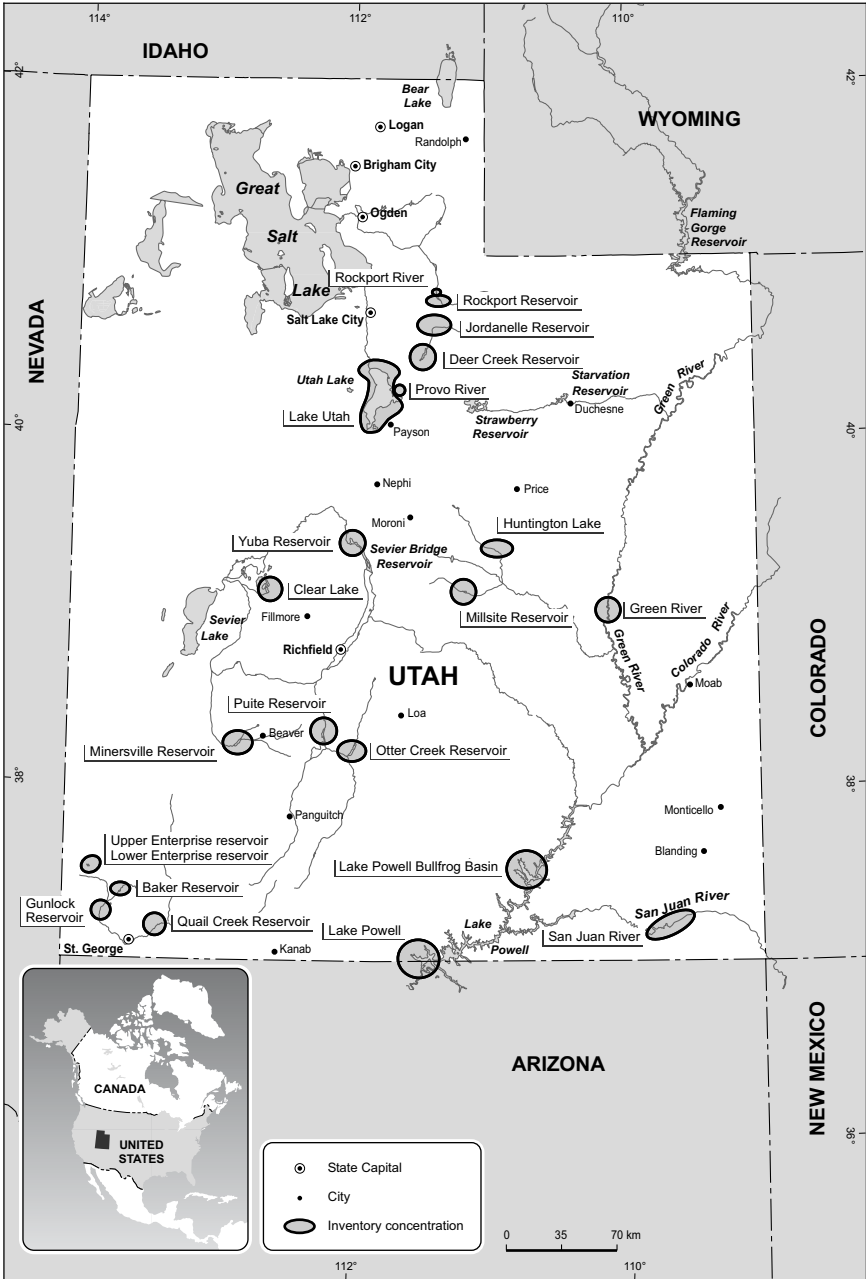 114°
112°
110°
IDAHO
42°
42°
Bear
Lake
WYOMING
Logan
Randolph
Brigham City
Great
Ogden
Flaming
Gorge
Reservoir
Salt
Rockport River
Lake
Rockport Reservoir
Salt Lake City
Jordanelle Reservoir
NEVADA
Deer Creek Reservoir
Green River
Utah Lake
Starvation
Reservoir
Provo River
Duchesne
Lake Utah
Strawberry
Reservoir
Payson
40°
40°
Nephi
Price
Moroni
Huntington Lake
Yuba Reservoir
Sevier Bridge
Reservoir
Clear Lake
Green River
Millsite Reservoir
Fillmore
Sevier
Lake
Richfield
Green River
Colorado River
COLORADO
UTAH
Moab
Puite Reservoir
Loa
Beaver
Minersville Reservoir
Otter Creek Reservoir
38°
38°
Monticello
Panguitch
Upper Enterprise reservoir
Lower Enterprise reservoir
Blanding
Lake Powell Bullfrog Basin
Baker Reservoir
Gunlock
Reservoir
San Juan River
Quail Creek Reservoir
Lake
Powell
Lake Powell
San Juan River
St. George
Kanab
ARIZONA
NEW MEXICO
CANADA
UNITED
STATES
36°
State Capital
City
Inventory concentration
0 35 70 km
112°
110°